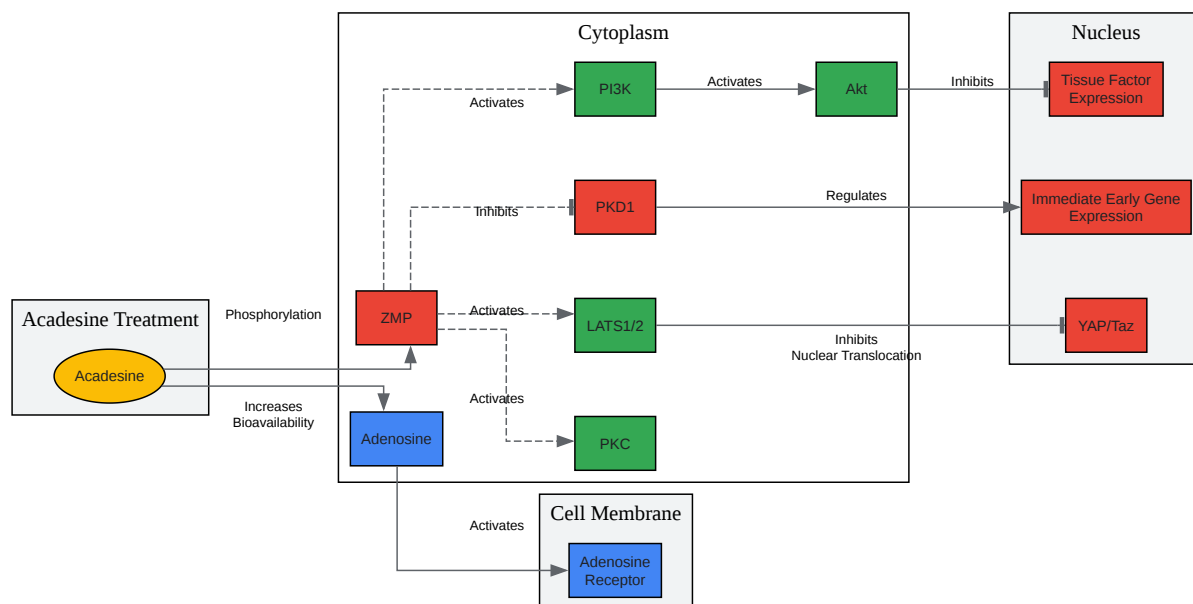 Cytoplasm
Nucleus
PI3K
Activates
Akt
Inhibits
Tissue Factor
Expression
Activates
PKD1
Regulates
Immediate Early Gene
Expression
Inhibits
Acadesine Treatment
Phosphorylation
ZMP
Activates
LATS1/2
Inhibits
Nuclear Translocation
YAP/Taz
Acadesine
Increases
Bioavailability
Activates
Adenosine
PKC
Cell Membrane
Activates
Adenosine
Receptor